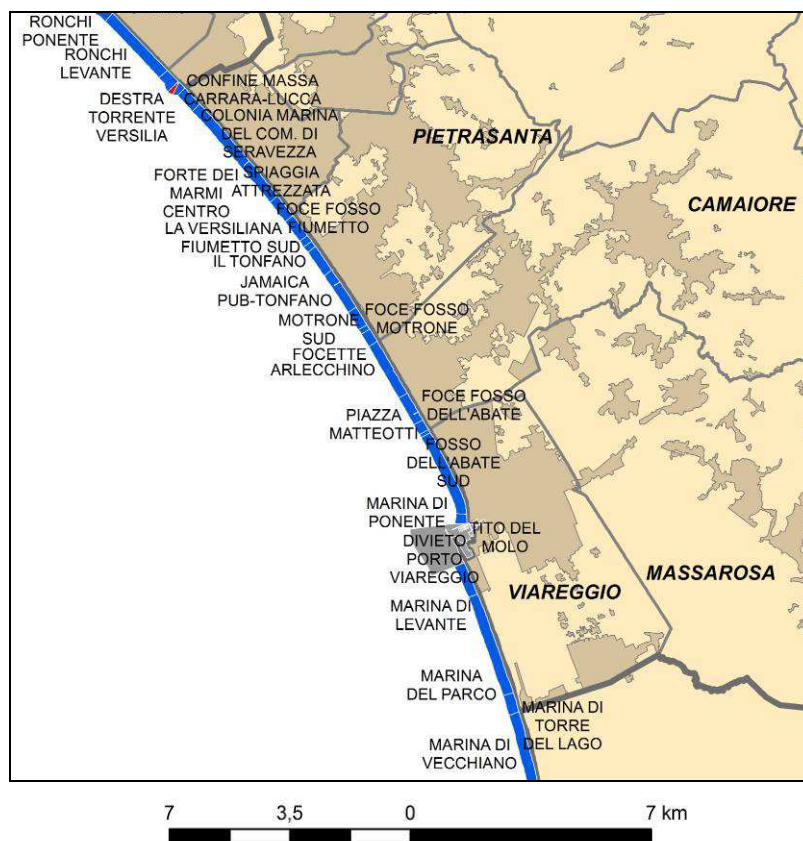 RONCHI
PONENTE
RONCHI
LEVANTE
CONFINE MASSA
CARRARA-LUCCA
DESTRA
TORRENTE
VERSILIA
COLONIA MARINA
DEL COM. DI
SERAVEZZA
PIETRASANTA
FORTE DEI
MARMI
CENTRO
SPIAGGIA
ATTREZZATA
CAMAIORE
FOCE FOSSO
FIUMETTO
LA VERSILIANA
FIUMETTO SUD
IL TONFANO
JAMAICA
PUB-TONFANO
FOCE FOSSO
MOTRONE
MOTRONE
SUD
FOCETTE
ARLECCHINO
FOCE FOSSO
DELL'ABATE
PIAZZA
MATTEOTTI
FOSSO
DELL'ABATE
SUD
MARINA DI
PONENTE
TITO DEL
MOLO
DIVIETO
PORTO
VIAREGGIO
MASSAROSA
VIAREGGIO
MARINA DI
LEVANTE
MARINA
DEL PARCO
MARINA DI
TORRE
DEL LAGO
MARINA DI
VECCHIANO
7 3,5 0 7 km